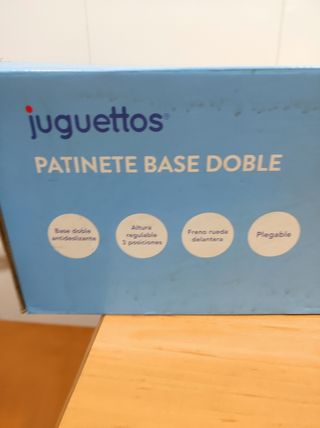 juguettos
PATINETE BASE DOBLE
Base doble
antideslizante
Altura
regulable
3 posiciones
Freno rueda
delantera
Plegable